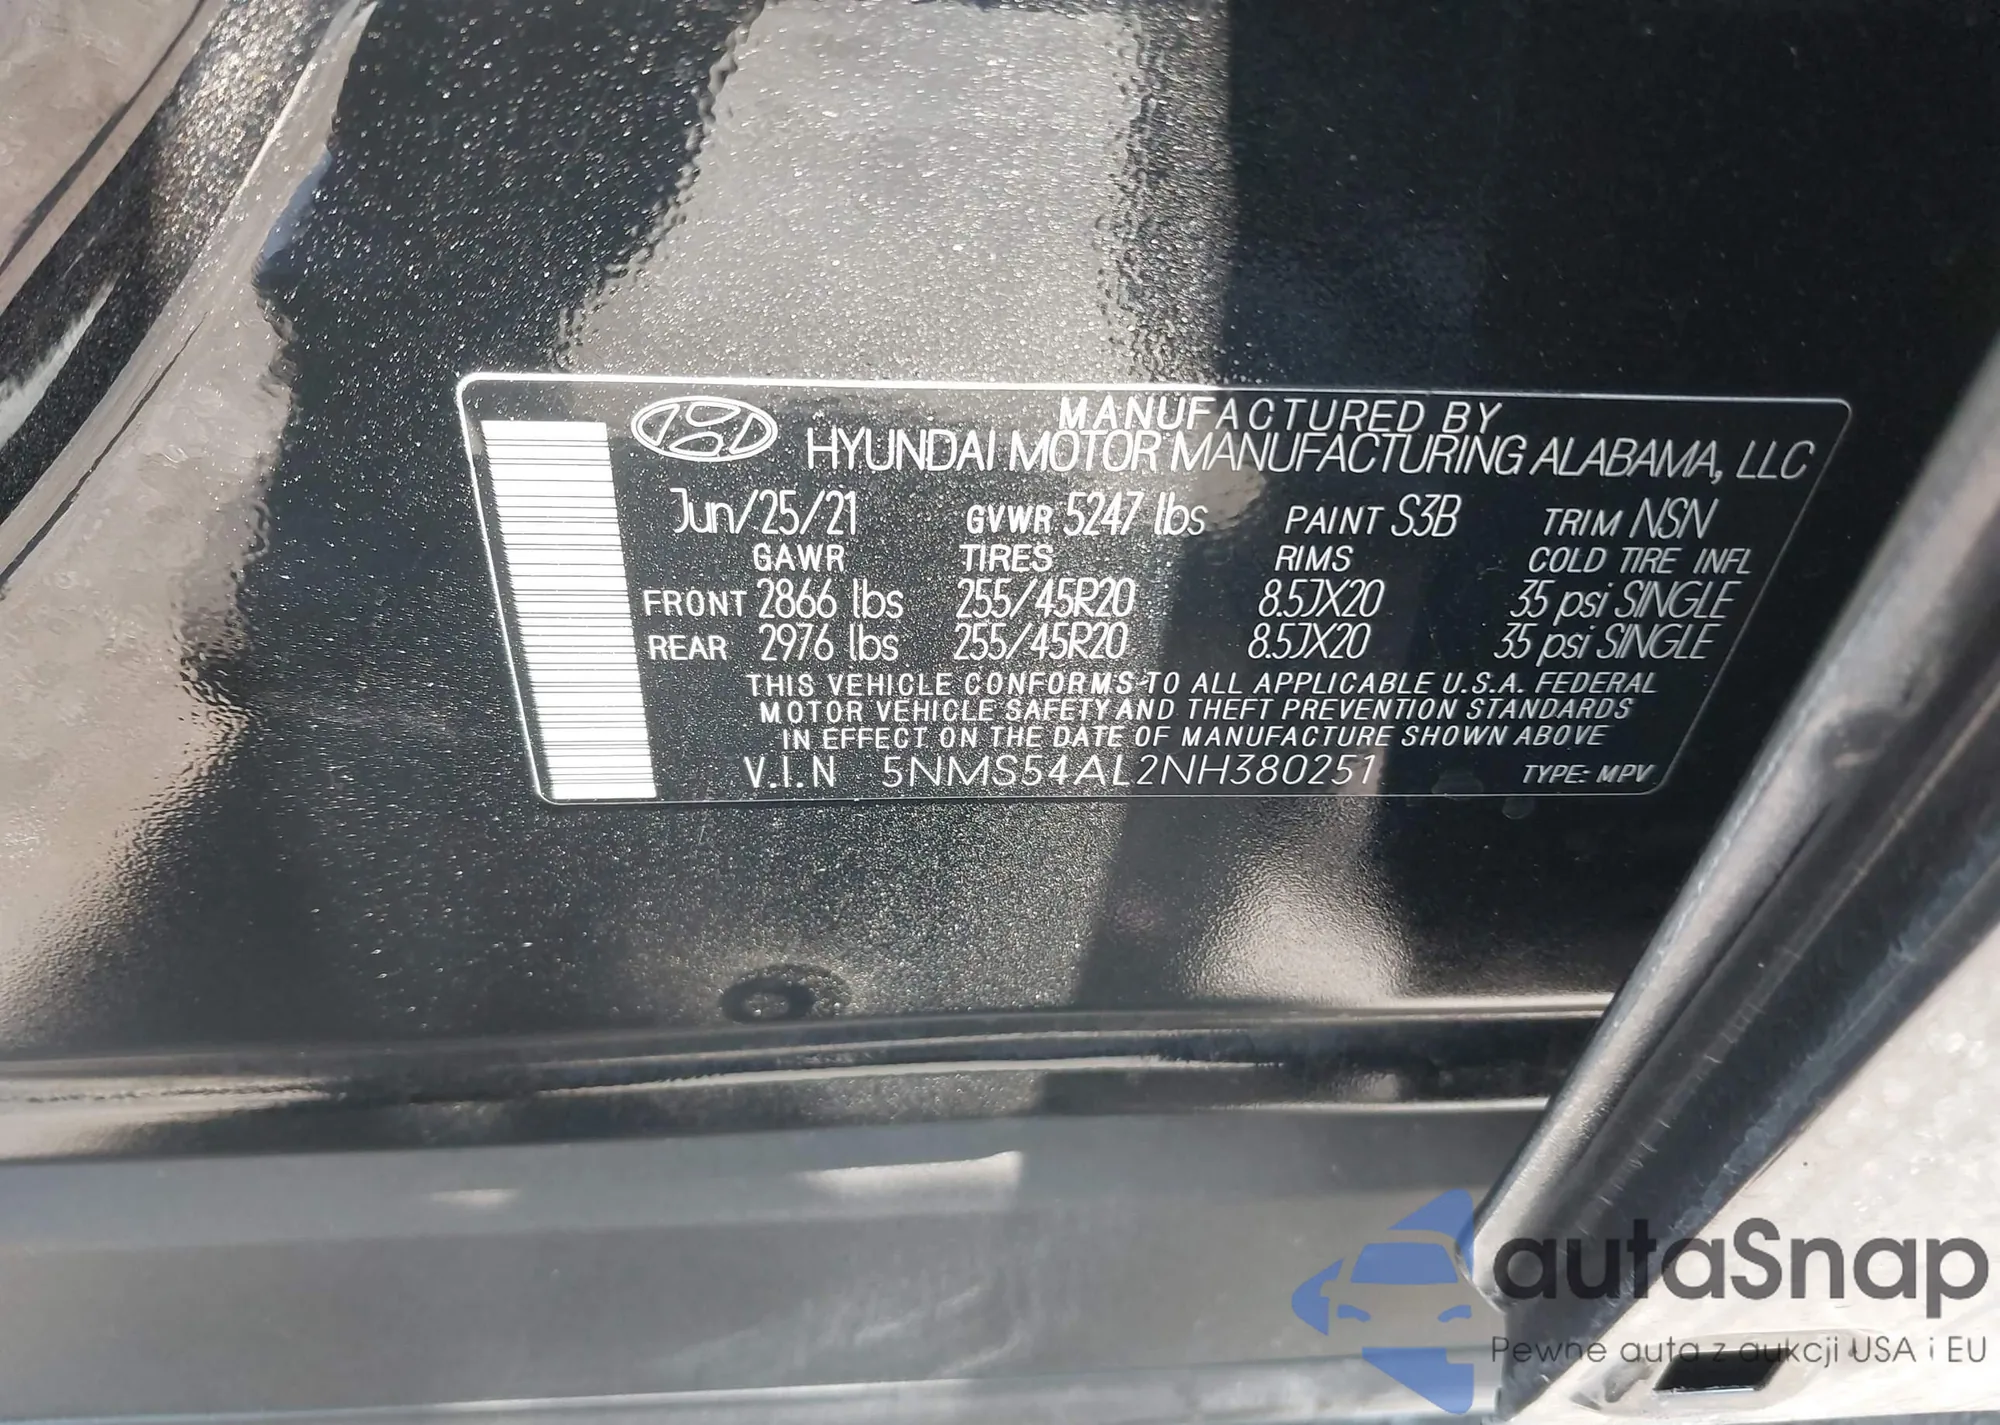 MANUFACTURED BY
HYUNDAI MOTOR MANUFACTURING ALABAMA, LLC
Jun/25/21 GVWR 5247 lbs PAINT S3B TRIM NSN
GAWR TIRES RIMS COLD TIRE INFL
FRONT 2866 lbs 255/45R20 8.5JX20 35 psi SINGLE
REAR 2976 lbs 255/45R20 8.5JX20 35 psi SINGLE
THIS VEHICLE CONFORMS TO ALL APPLICABLE U.S.A. FEDERAL
MOTOR VEHICLE SAFETY AND THEFT PREVENTION STANDARDS
IN EFFECT ON THE DATE OF MANUFACTURE SHOWN ABOVE
V.I.N 5NMS54AL2NH380251 TYPE: MPV
autaSnap
Pewne auta z aukcji USA i EU